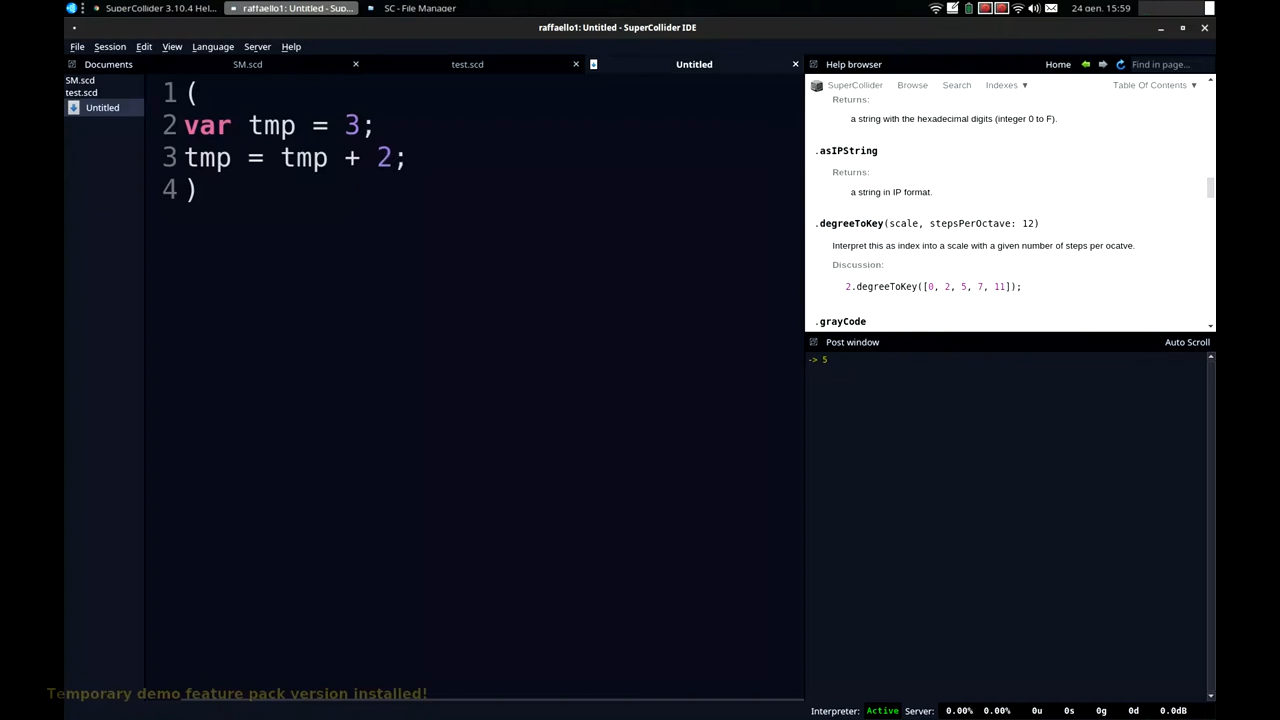 SuperCollider 3.10.4 Hel...
raffaello1: Untitled - Sup...
SC - File Manager
24 gen, 15:59
raffaello1: Untitled - SuperCollider IDE
File Session Edit View Language Server Help
Documents
SM.scd
test.scd
Untitled
SM.scd
test.scd
Untitled
1 (
2 var tmp = 3;
3 tmp = tmp + 2;
4 )
Help browser
Home
Find in page...
SuperCollider Browse Search Indexes ▼ Table Of Contents ▼
Returns:
a string with the hexadecimal digits (integer 0 to F).
.asIPString
Returns:
a string in IP format.
.degreeToKey(scale, stepsPerOctave: 12)
Interpret this as index into a scale with a given number of steps per ocatve.
Discussion:
2.degreeToKey([0, 2, 5, 7, 11]);
.grayCode
Post window
Auto Scroll
-> 5
Temporary demo feature pack version installed!
Interpreter: Active Server: 0.00% 0.00% 0u 0s 0g 0d 0.0dB